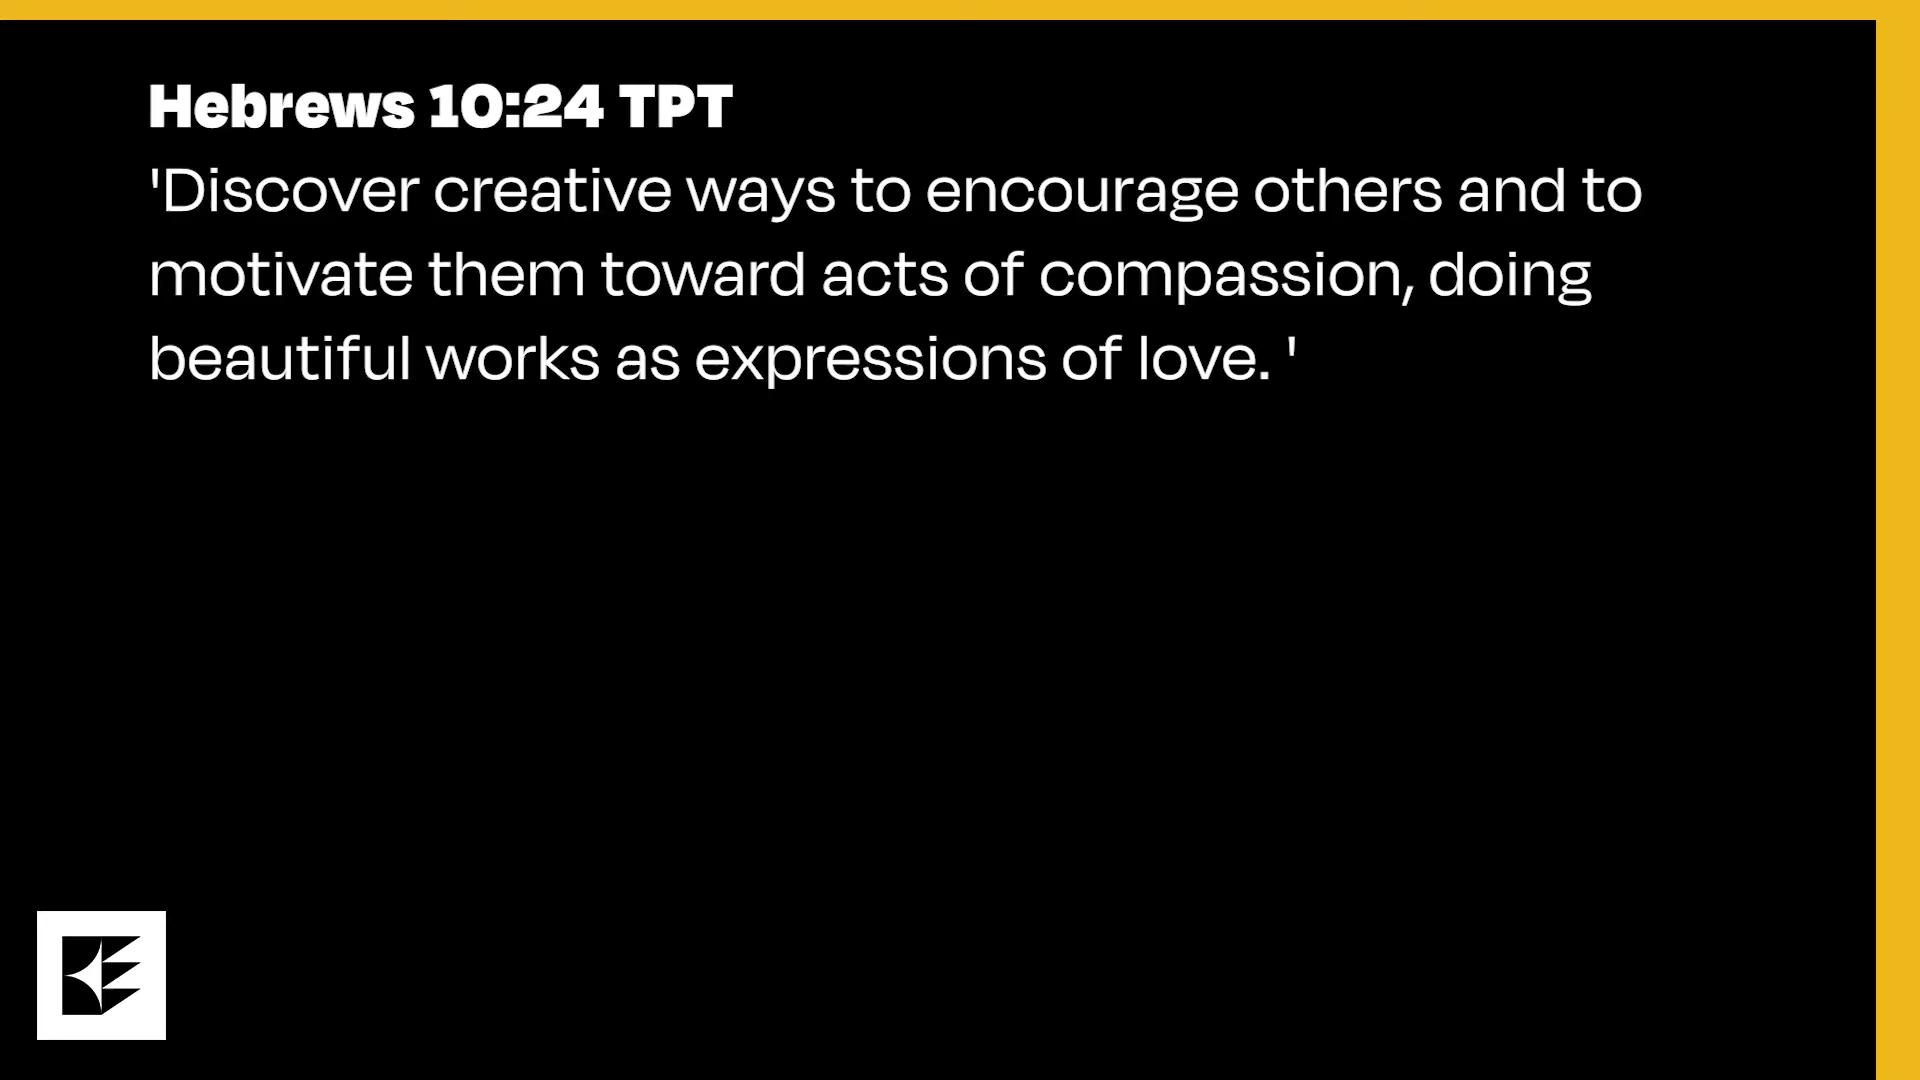 Hebrews 10:24 TPT
'Discover creative ways to encourage others and to
motivate them toward acts of compassion, doing
beautiful works as expressions of love. '